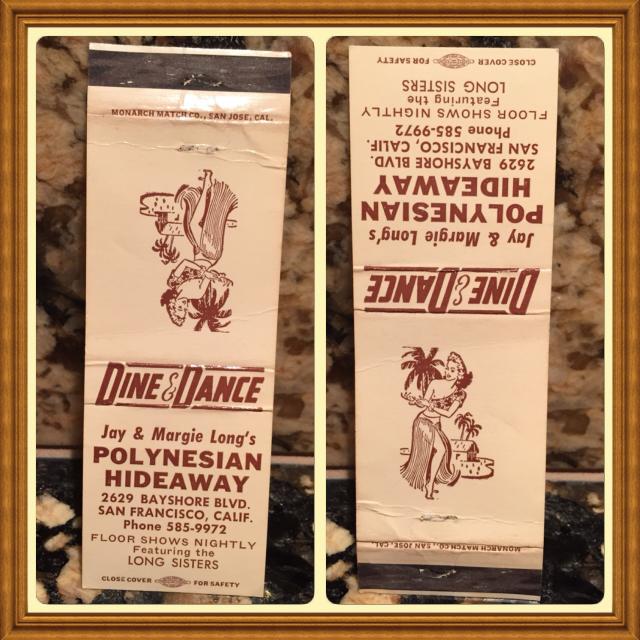 MONARCH MATCH CO., SAN JOSE, CAL.
DINE & DANCE
Jay & Margie Long's
POLYNESIAN
HIDEAWAY
2629 BAYSHORE BLVD.
SAN FRANCISCO, CALIF.
Phone 585-9972
FLOOR SHOWS NIGHTLY
Featuring the
LONG SISTERS
CLOSE COVER FOR SAFETY
CLOSE COVER FOR SAFETY
LONG SISTERS
Featuring the
FLOOR SHOWS NIGHTLY
Phone 585-9972
SAN FRANCISCO, CALIF.
2629 BAYSHORE BLVD.
HIDEAWAY
POLYNESIAN
Jay & Margie Long's
DINE & DANCE
MONARCH MATCH CO., SAN JOSE, CAL.